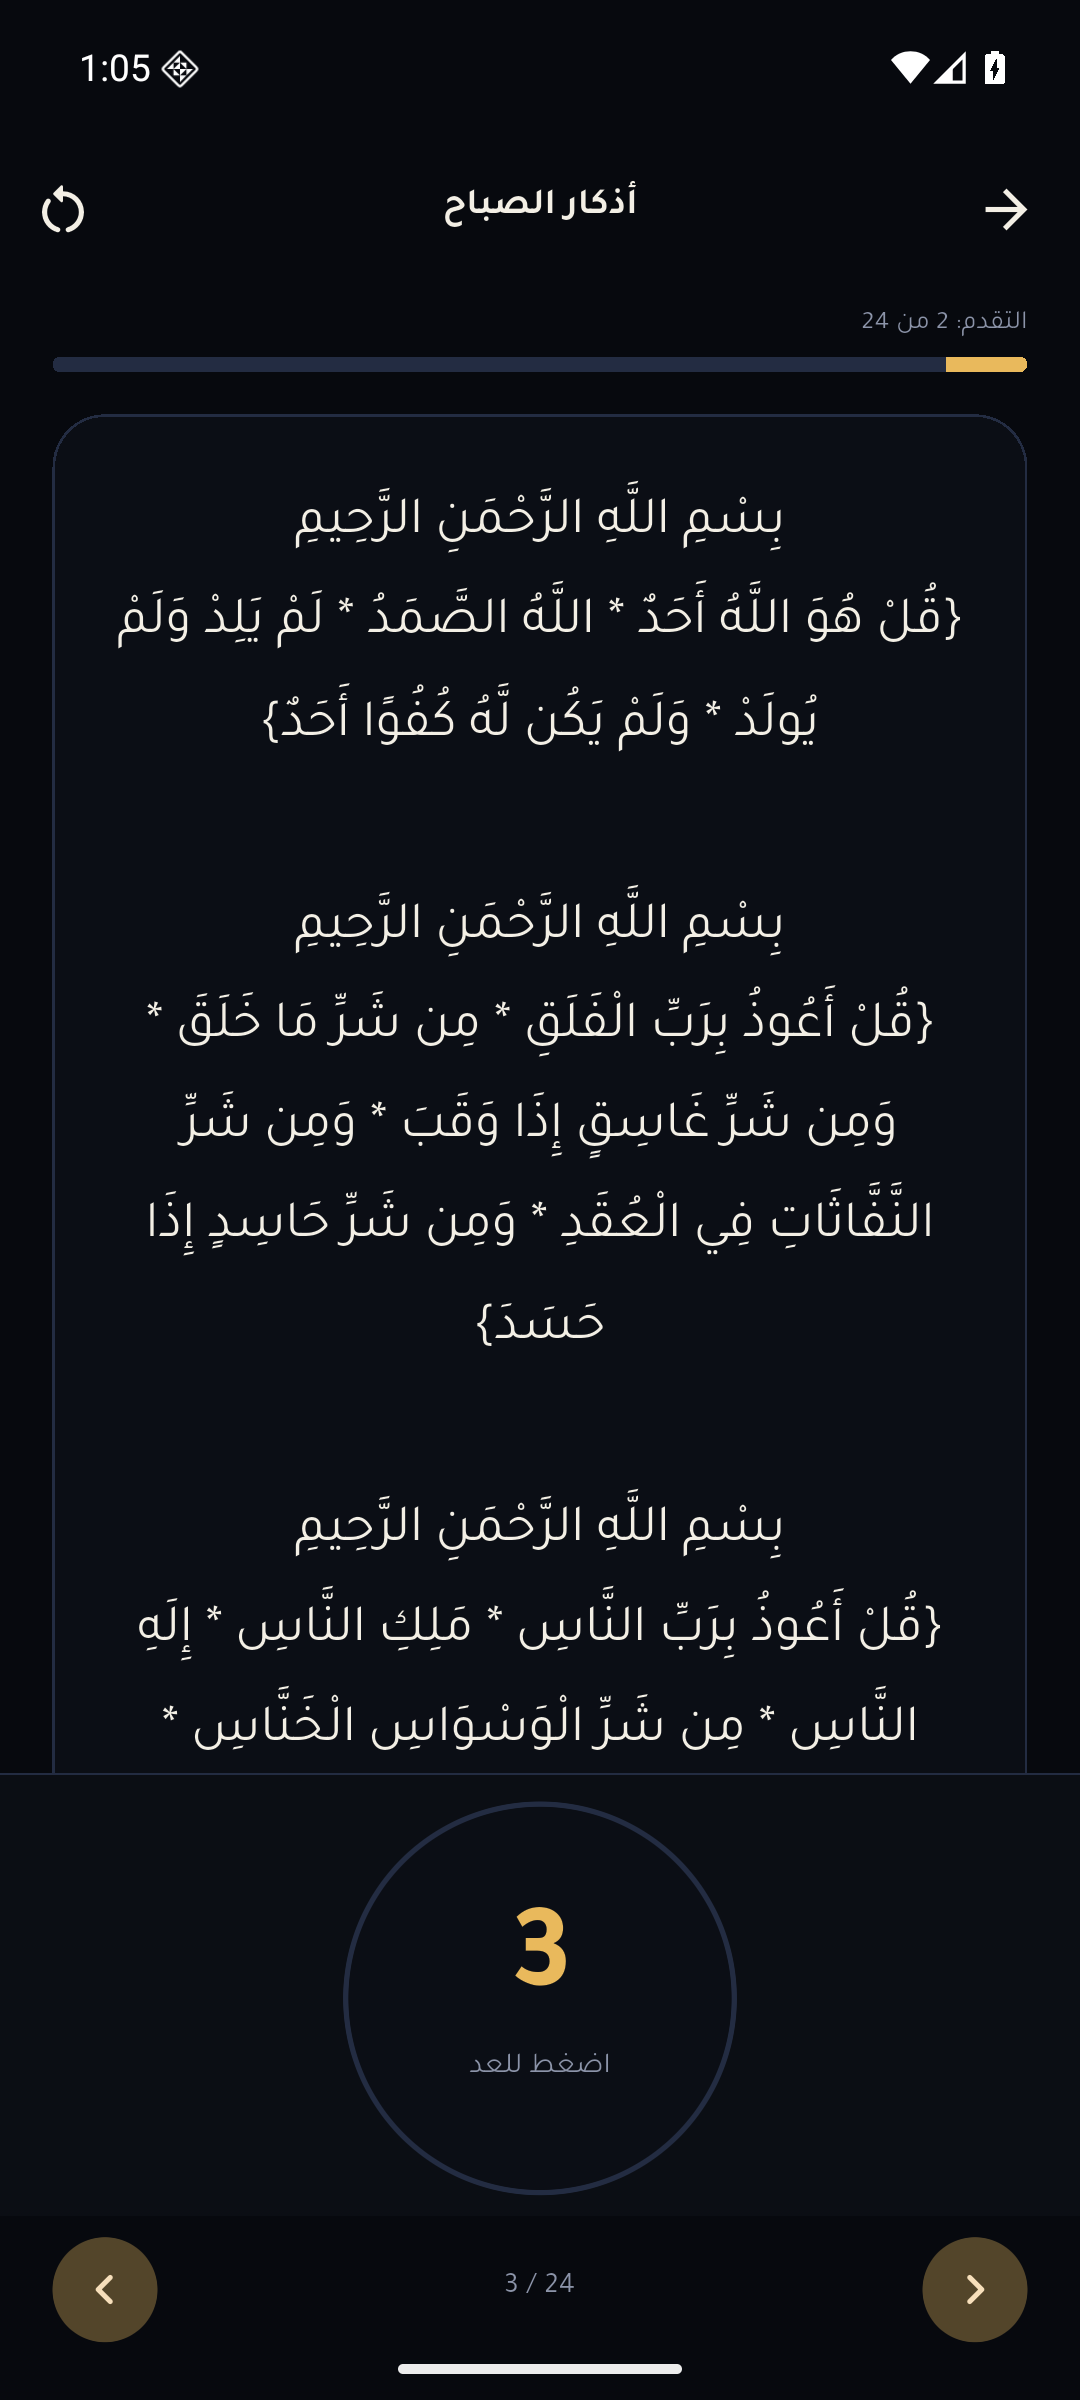 1:05
أذكار الصباح
التقدم: 2 من 24
بِسْمِ اللَّهِ الرَّحْمَنِ الرَّحِيمِ
{قُلْ هُوَ اللَّهُ أَحَدٌ * اللَّهُ الصَّمَدُ * لَمْ يَلِدْ وَلَمْ
يُولَدْ * وَلَمْ يَكُن لَّهُ كُفُوًا أَحَدٌ}
بِسْمِ اللَّهِ الرَّحْمَنِ الرَّحِيمِ
{قُلْ أَعُوذُ بِرَبِّ الْفَلَقِ * مِن شَرِّ مَا خَلَقَ *
وَمِن شَرِّ غَاسِقٍ إِذَا وَقَبَ * وَمِن شَرِّ
النَّفَّاثَاتِ فِي الْعُقَدِ * وَمِن شَرِّ حَاسِدٍ إِذَا
حَسَدَ}
بِسْمِ اللَّهِ الرَّحْمَنِ الرَّحِيمِ
{قُلْ أَعُوذُ بِرَبِّ النَّاسِ * مَلِكِ النَّاسِ * إِلَهِ
النَّاسِ * مِن شَرِّ الْوَسْوَاسِ الْخَنَّاسِ *
3
اضغط للعد
3 / 24